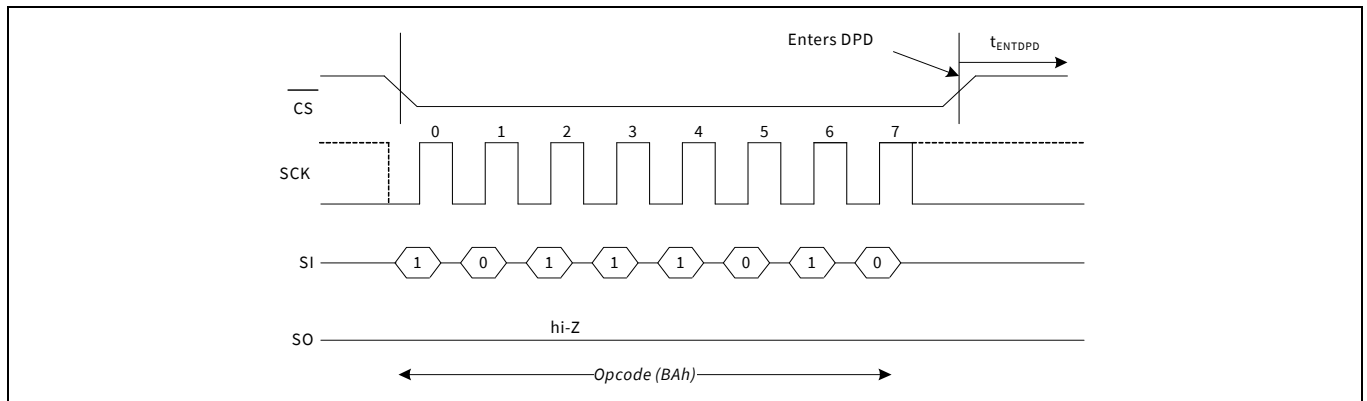 Enters DPD
tENTDPD
CS
0 1 2 3 4 5 6 7
SCK
SI 1 0 1 1 1 0 1 0
hi-Z
SO
Opcode (BAh)